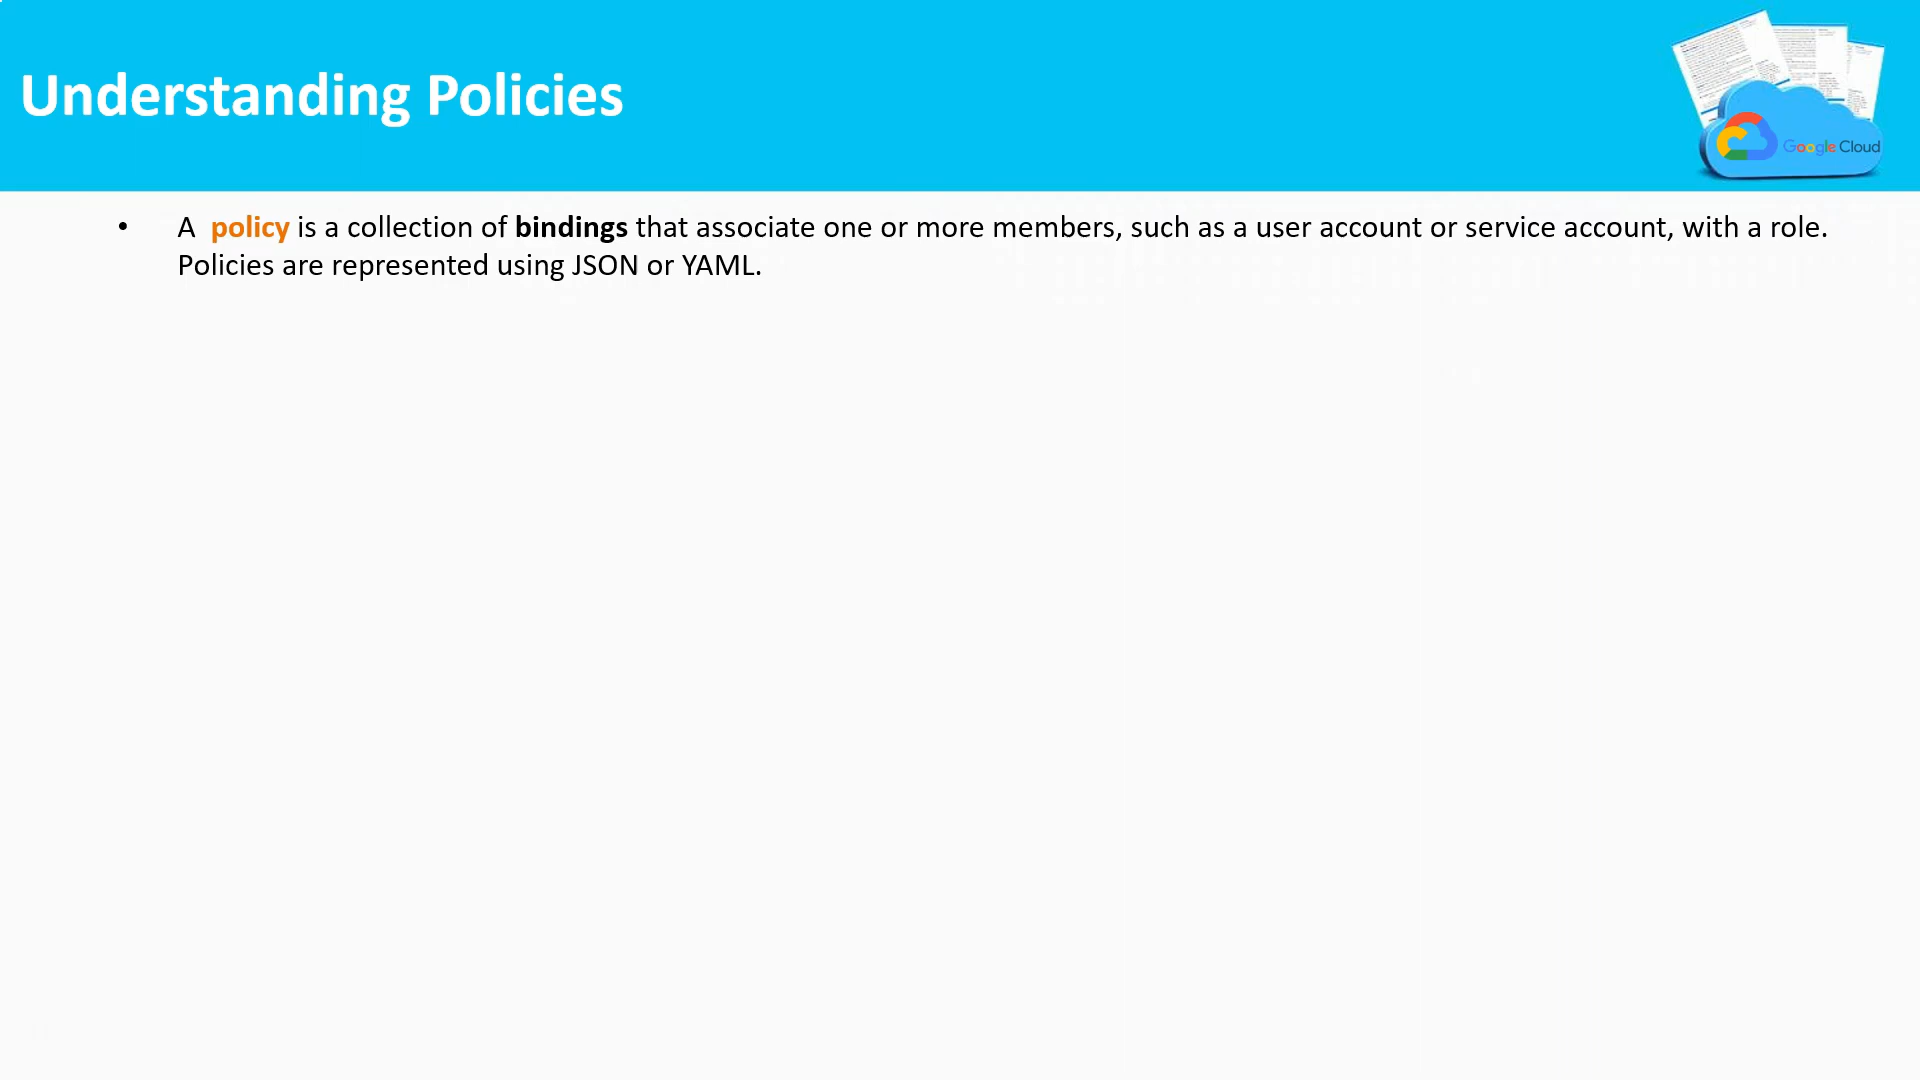 Understanding Policies
Google Cloud
• A policy is a collection of bindings that associate one or more members, such as a user account or service account, with a role.
Policies are represented using JSON or YAML.